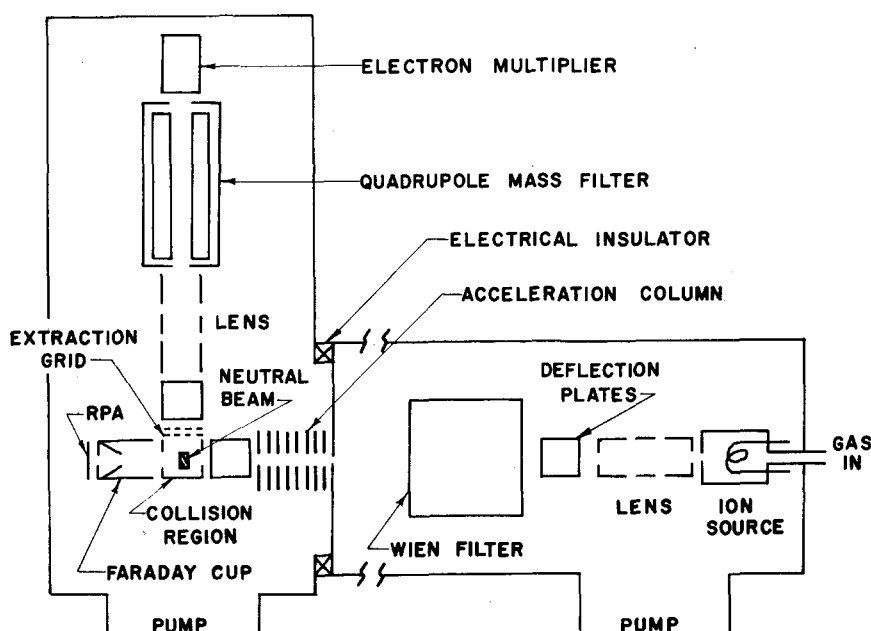 ELECTRON MULTIPLIER
QUADRUPOLE MASS FILTER
ELECTRICAL INSULATOR
ACCELERATION COLUMN
LENS
EXTRACTION
GRID
NEUTRAL
BEAM
DEFLECTION
PLATES
RPA
GAS
IN
COLLISION
REGION
LENS
ION
SOURCE
WIEN FILTER
FARADAY CUP
PUMP
PUMP